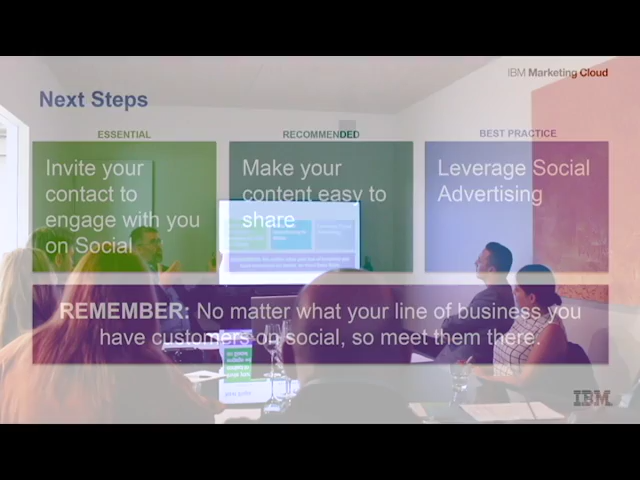 IBM Marketing Cloud
Next Steps
ESSENTIAL
RECOMMENDED
BEST PRACTICE
Invite your
contact to
engage with you
on Social
Make your
content easy to
share
Leverage Social
Advertising
REMEMBER: No matter what your line of business you
have customers on social, so meet them there.
IBM